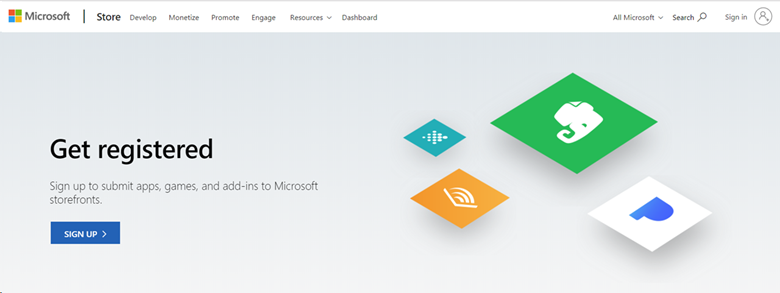 Microsoft Store Develop Monetize Promote Engage Resources Dashboard All Microsoft Search Sign in
Get registered
Sign up to submit apps, games, and add-ins to Microsoft
storefronts.
SIGN UP